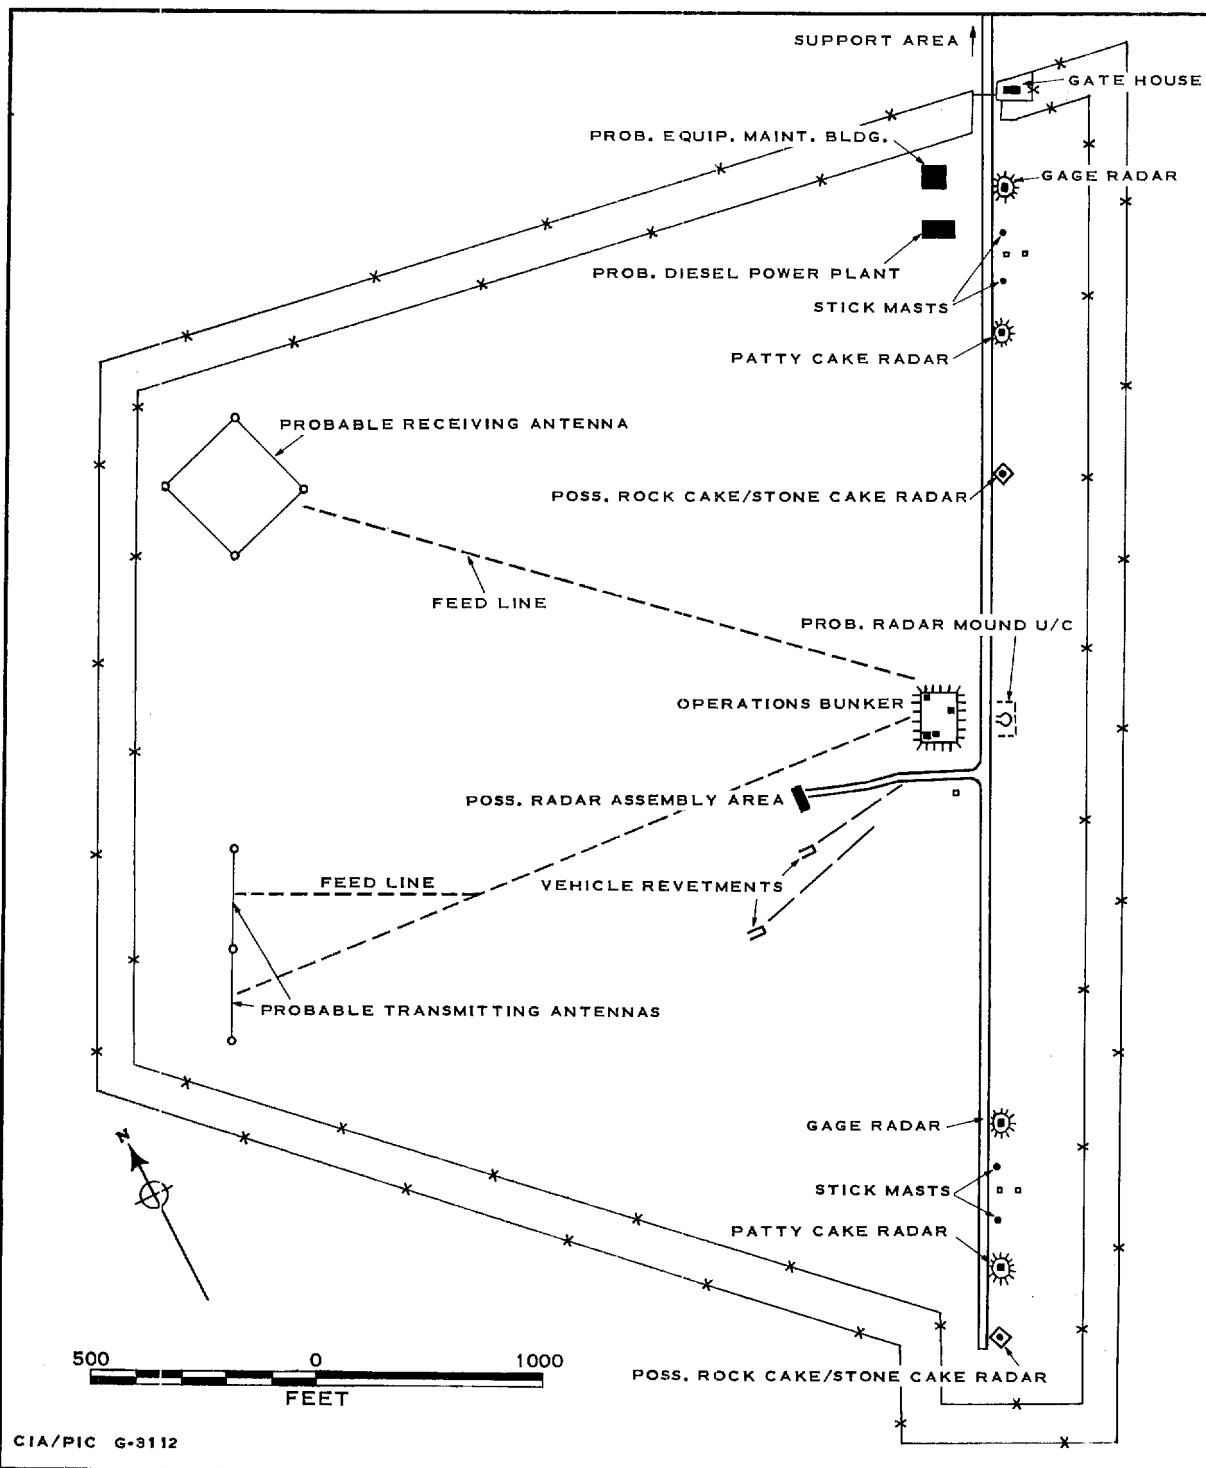 SUPPORT AREA
GATE HOUSE
PROB. EQUIP. MAINT. BLDG.
GAGE RADAR
PROB. DIESEL POWER PLANT
STICK MASTS
PATTY CAKE RADAR
PROBABLE RECEIVING ANTENNA
POSS. ROCK CAKE/STONE CAKE RADAR
FEED LINE
PROB. RADAR MOUND U/C
OPERATIONS BUNKER
POSS. RADAR ASSEMBLY AREA
FEED LINE
VEHICLE REVETMENTS
PROBABLE TRANSMITTING ANTENNAS
GAGE RADAR
N
STICK MASTS
PATTY CAKE RADAR
500 0 1000
FEET
POSS. ROCK CAKE/STONE CAKE RADAR
CIA/PIC G-3112